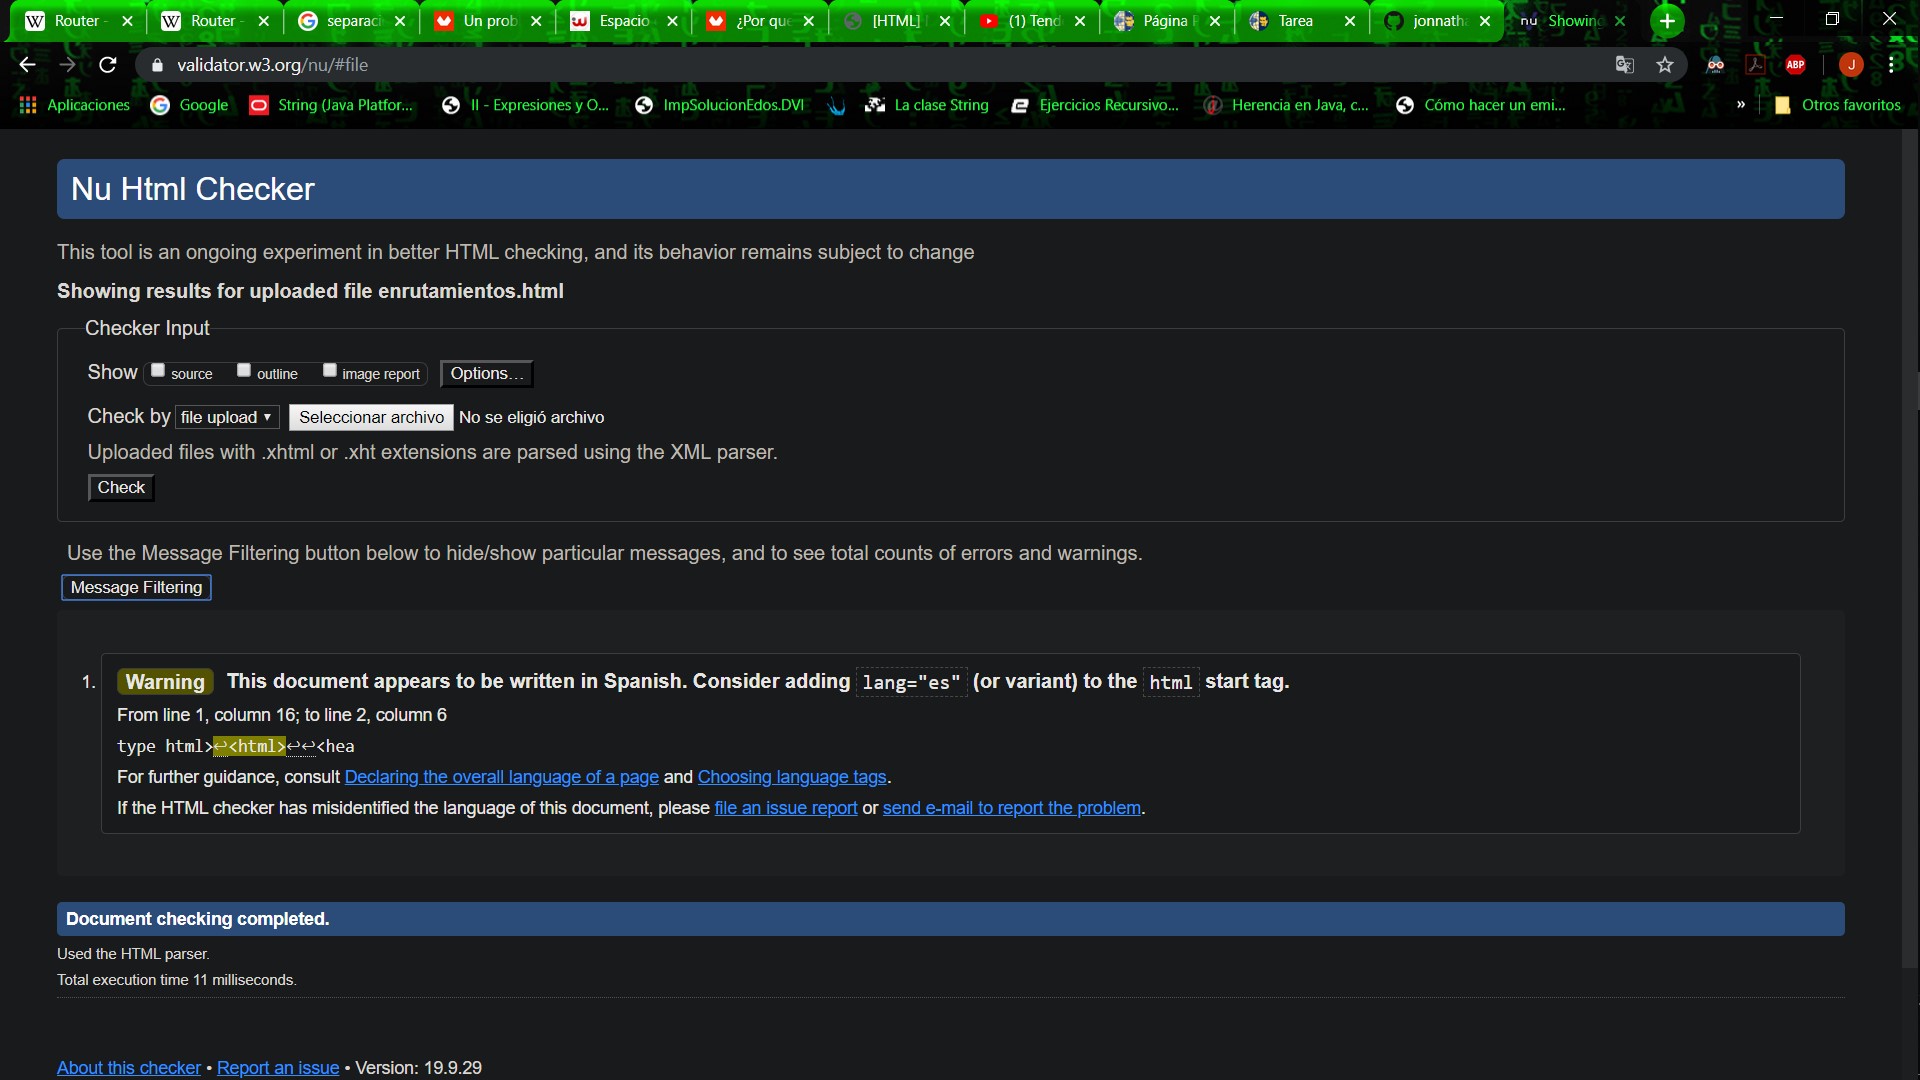 Router -
Router -
separaci
Un prob
Espacio
¿Por que
[HTML]
(1) Tend
Página P
Tarea
jonnath
nu Showing
validator.w3.org/nu/#file
ABP
J
Aplicaciones
Google
String (Java Platfor...
II - Expresiones y O...
ImpSolucionEdos.DVI
La clase String
Ejercicios Recursivo...
Herencia en Java, c...
Cómo hacer un emi...
»
Otros favoritos
Nu Html Checker
This tool is an ongoing experiment in better HTML checking, and its behavior remains subject to change
Showing results for uploaded file enrutamientos.html
Checker Input
Show source outline image report Options...
Check by file upload Seleccionar archivo No se eligió archivo
Uploaded files with .xhtml or .xht extensions are parsed using the XML parser.
Check
Use the Message Filtering button below to hide/show particular messages, and to see total counts of errors and warnings.
Message Filtering
1. Warning This document appears to be written in Spanish. Consider adding lang="es" (or variant) to the html start tag.
From line 1, column 16; to line 2, column 6
type html>↩<html>↩↩<hea
For further guidance, consult Declaring the overall language of a page and Choosing language tags.
If the HTML checker has misidentified the language of this document, please file an issue report or send e-mail to report the problem.
Document checking completed.
Used the HTML parser.
Total execution time 11 milliseconds.
About this checker • Report an issue • Version: 19.9.29